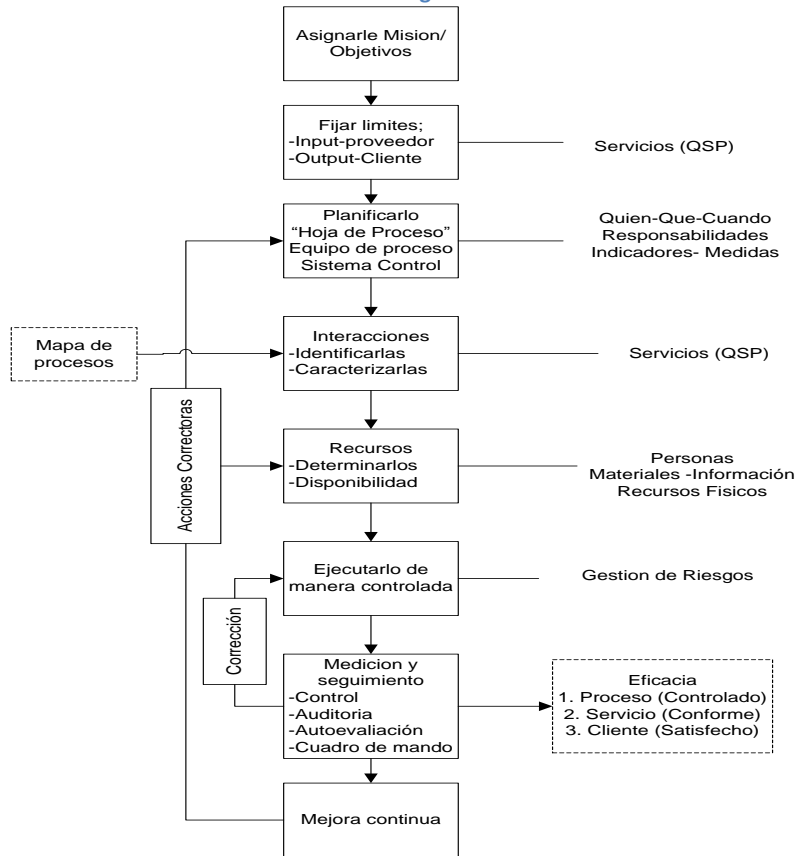 Asignarle Mision/
Objetivos
Fijar limites;
-Input-proveedor
-Output-Cliente
Servicios (QSP)
Planificarlo
“Hoja de Proceso”
Equipo de proceso
Sistema Control
Quien-Que-Cuando
Responsabilidades
Indicadores- Medidas
Mapa de
procesos
Interacciones
-Identificarlas
-Caracterizarlas
Servicios (QSP)
Acciones Correctoras
Recursos
-Determinarlos
-Disponibilidad
Personas
Materiales -Información
Recursos Fisicos
Ejecutarlo de
manera controlada
Gestion de Riesgos
Corrección
Medicion y
seguimiento
-Control
-Auditoria
-Autoevaluación
-Cuadro de mando
Eficacia
1. Proceso (Controlado)
2. Servicio (Conforme)
3. Cliente (Satisfecho)
Mejora continua